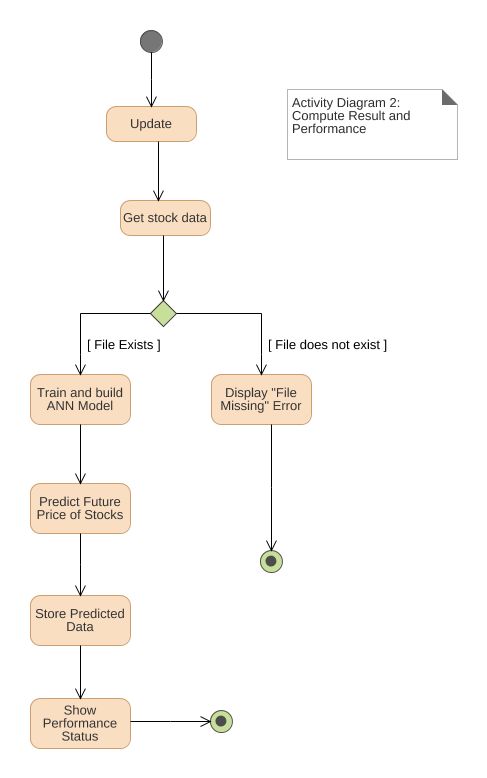 Activity Diagram 2:
Compute Result and
Performance
Update
Get stock data
[ File Exists ]
[ File does not exist ]
Train and build
ANN Model
Display "File
Missing" Error
Predict Future
Price of Stocks
Store Predicted
Data
Show
Performance
Status